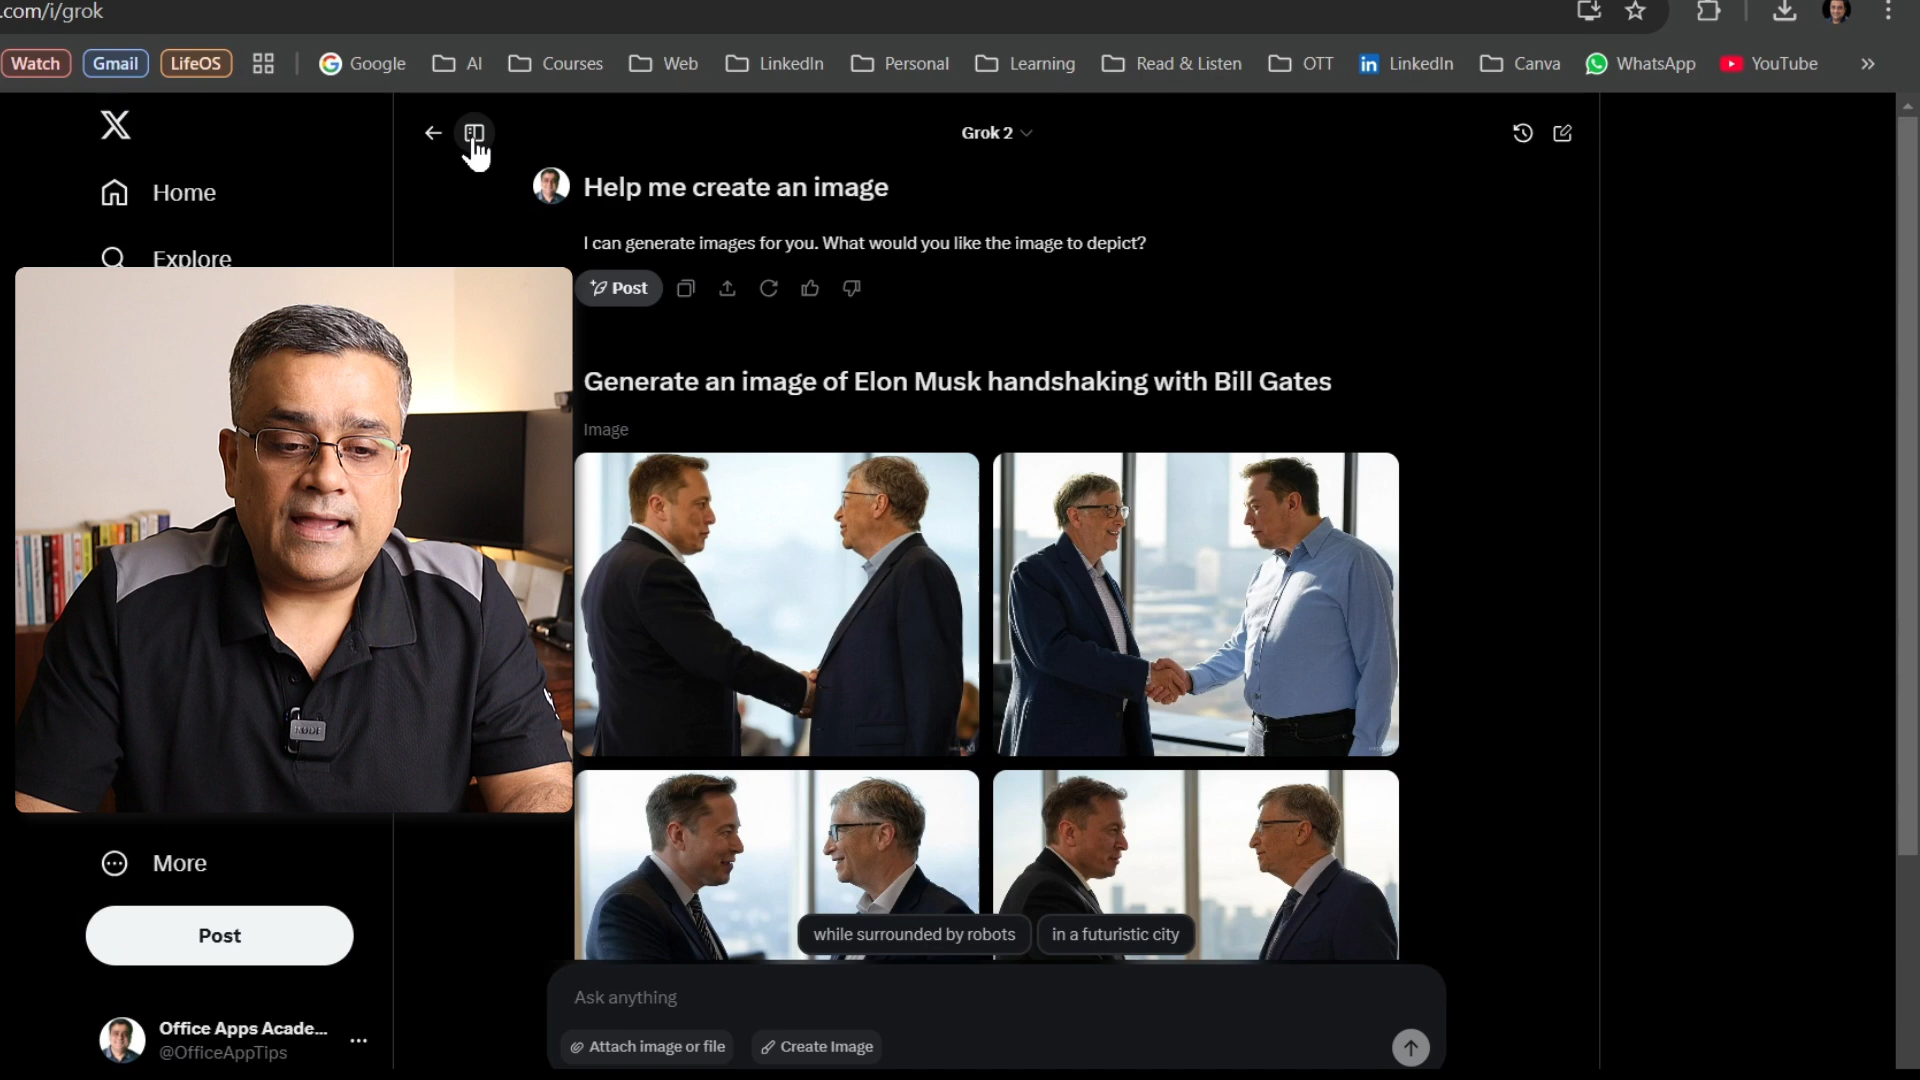 .com/i/grok
Watch Gmail LifeOS Google AI Courses Web LinkedIn Personal Learning Read & Listen OTT LinkedIn Canva WhatsApp YouTube »
Grok 2
Home
Explore
Help me create an image
I can generate images for you. What would you like the image to depict?
Post
Generate an image of Elon Musk handshaking with Bill Gates
Image
RODE
while surrounded by robots in a futuristic city
More
Post
Ask anything
Attach image or file Create Image
Office Apps Acade...
@OfficeAppTips